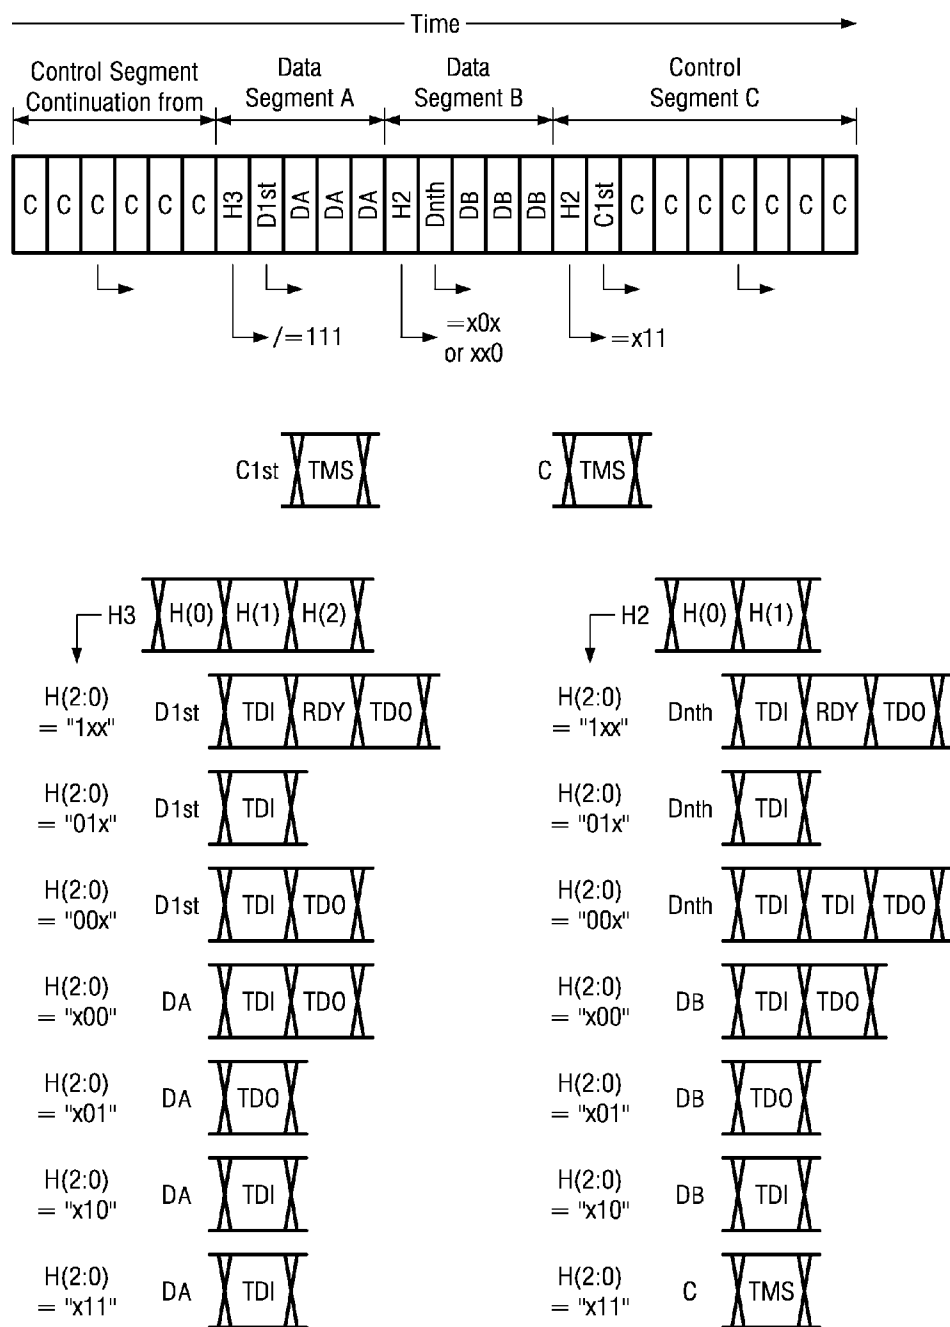 Time
Control Segment
Continuation from
Data
Segment A
Data
Segment B
Control
Segment C
C C C C C C H3 D1st DA DA DA H2 Dnth DB DB DB H2 C1st C C C C C C C
/=111
=x0x
or xx0
=x11
C1st TMS
C TMS
H3 H(0) H(1) H(2)
H2 H(0) H(1)
H(2:0)
= "1xx"
D1st TDI RDY TDO
H(2:0)
= "1xx"
Dnth TDI RDY TDO
H(2:0)
= "01x"
D1st TDI
H(2:0)
= "01x"
Dnth TDI
H(2:0)
= "00x"
D1st TDI TDO
H(2:0)
= "00x"
Dnth TDI TDI TDO
H(2:0)
= "x00"
DA TDI TDO
H(2:0)
= "x00"
DB TDI TDO
H(2:0)
= "x01"
DA TDO
H(2:0)
= "x01"
DB TDO
H(2:0)
= "x10"
DA TDI
H(2:0)
= "x10"
DB TDI
H(2:0)
= "x11"
DA TDI
H(2:0)
= "x11"
C TMS